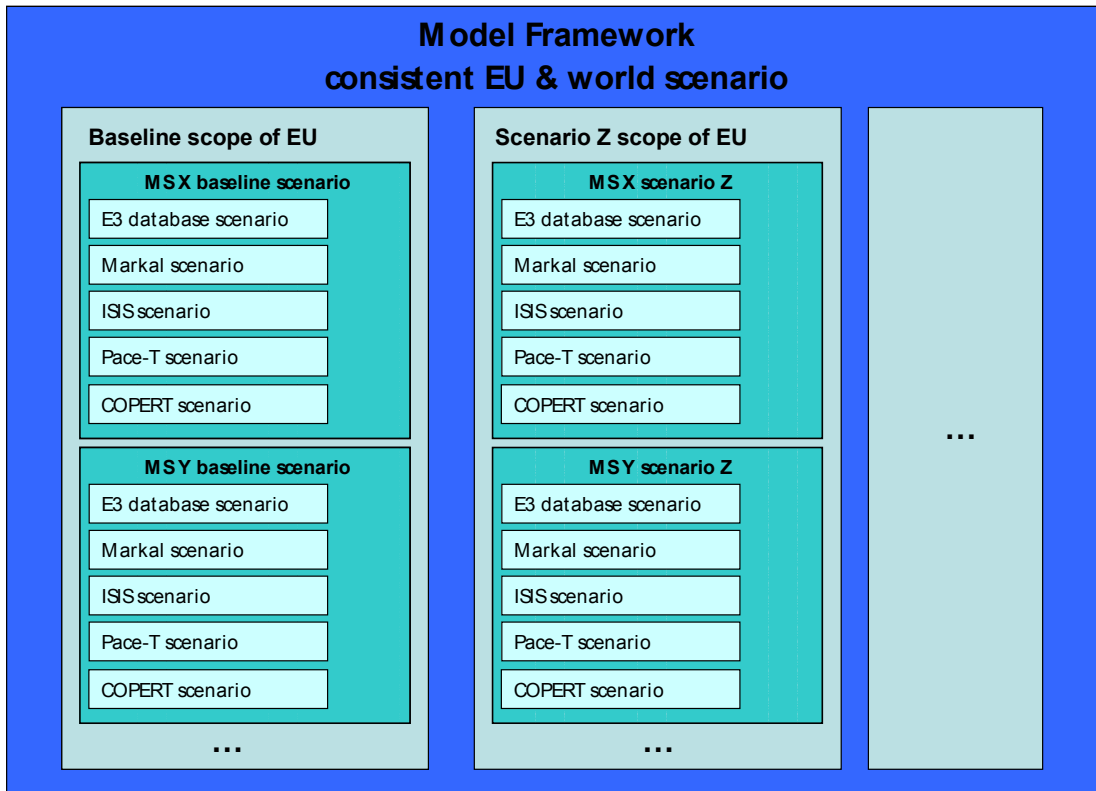 Model Framework
consistent EU & world scenario
Baseline scope of EU
MSX baseline scenario
E3 database scenario
Markal scenario
ISIS scenario
Pace-T scenario
COPERT scenario
MSY baseline scenario
E3 database scenario
Markal scenario
ISIS scenario
Pace-T scenario
COPERT scenario
...
Scenario Z scope of EU
MSX scenario Z
E3 database scenario
Markal scenario
ISIS scenario
Pace-T scenario
COPERT scenario
MSY scenario Z
E3 database scenario
Markal scenario
ISIS scenario
Pace-T scenario
COPERT scenario
...
...